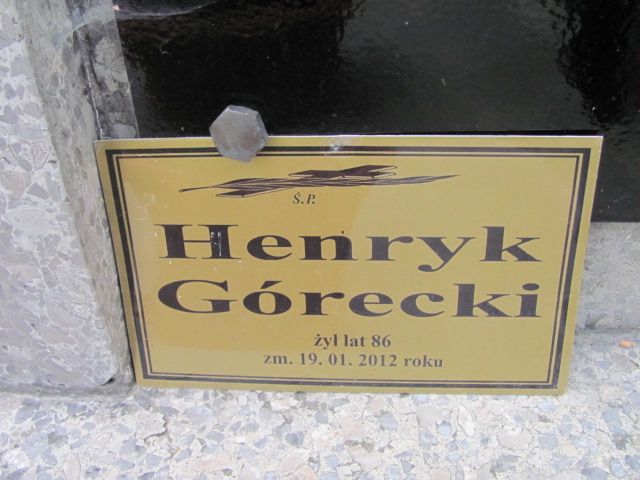 Ś.P.
Henryk
Górecki
żył lat 86
zm. 19. 01. 2012 roku